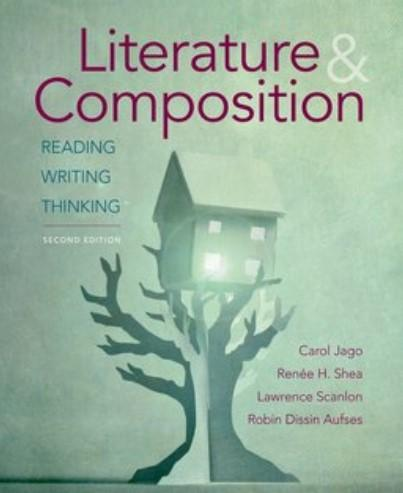 Literature &
Composition
READING
WRITING
THINKING
SECOND EDITION
Carol Jago
Renée H. Shea
Lawrence Scanlon
Robin Dissin Aufses